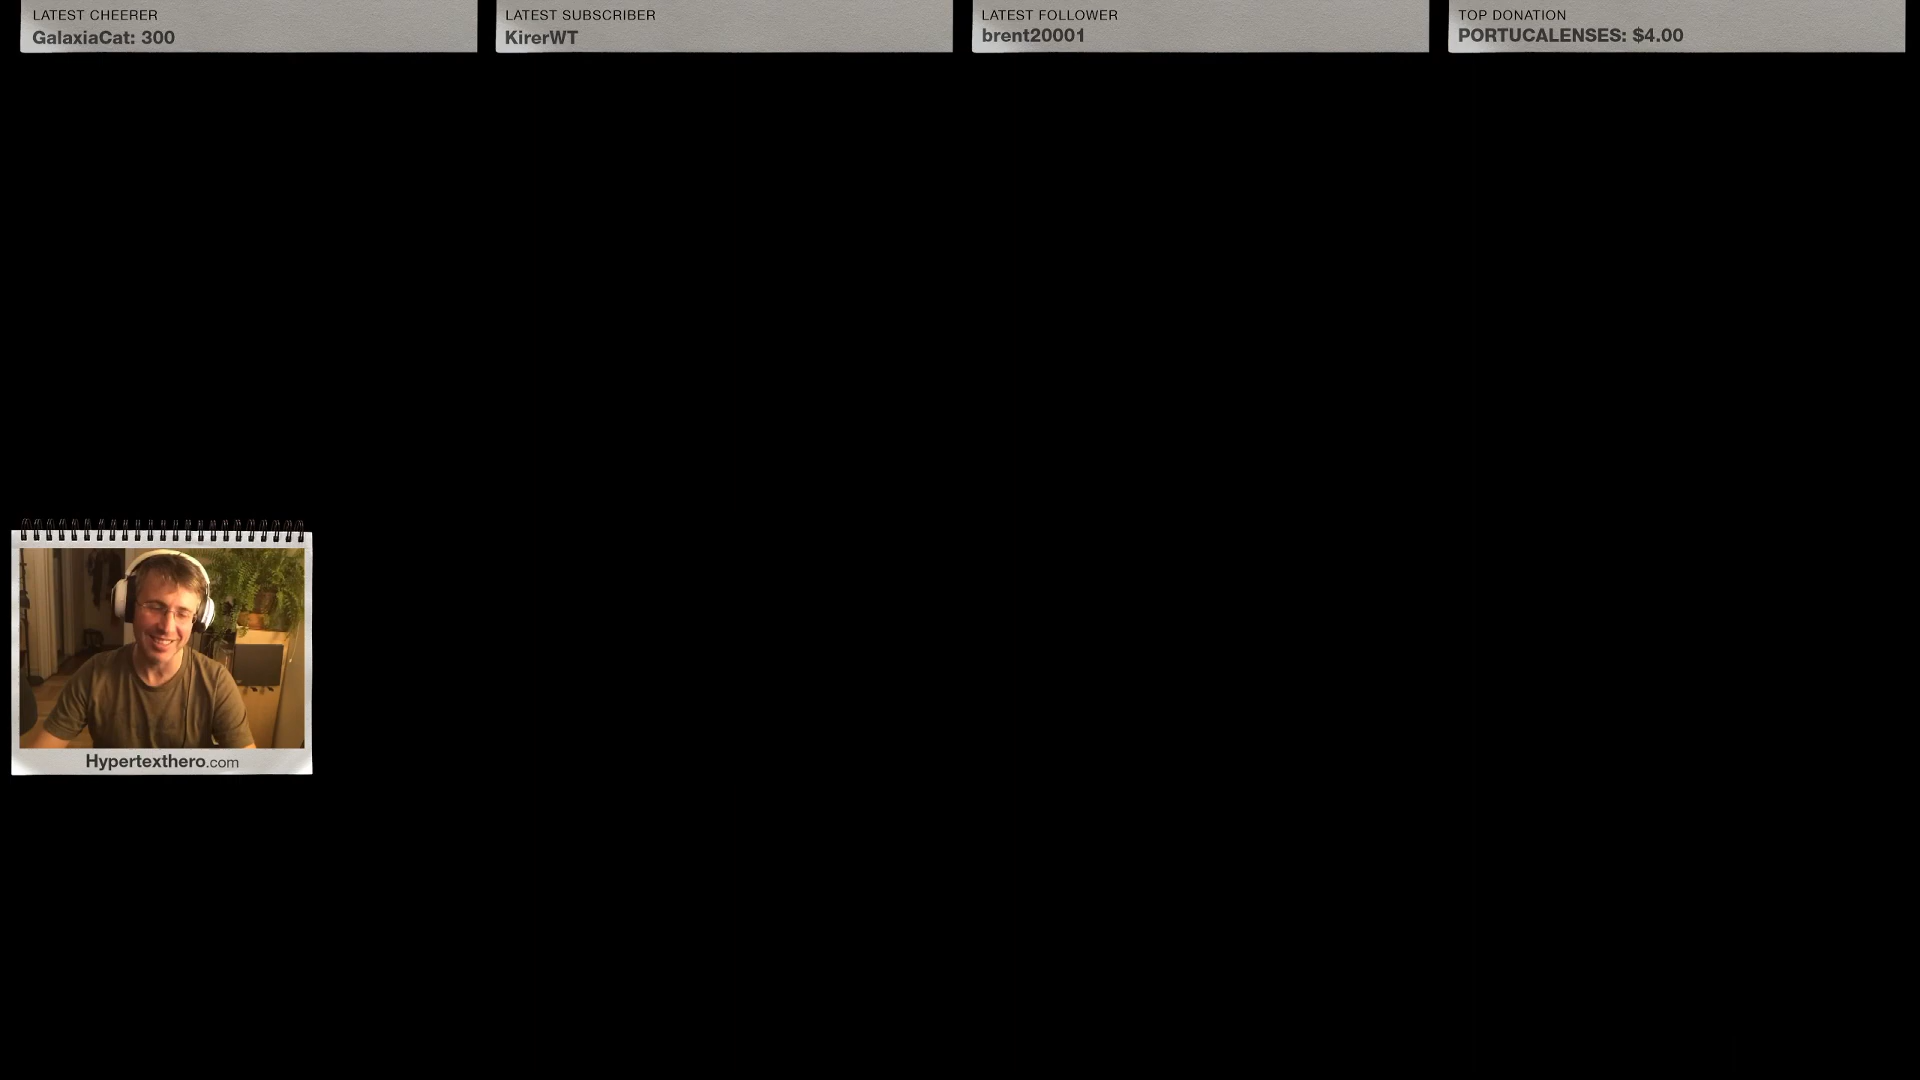 LATEST CHEERER
GalaxiaCat: 300
LATEST SUBSCRIBER
KirerWT
LATEST FOLLOWER
brent20001
TOP DONATION
PORTUCALENSES: $4.00
Hypertexthero.com